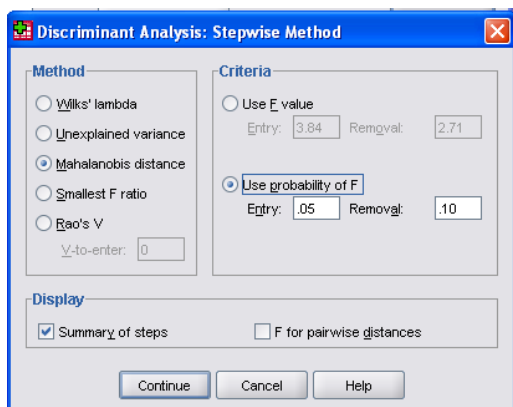 Discriminant Analysis: Stepwise Method
Method
Wilks' lambda
Unexplained variance
Mahalanobis distance
Smallest F ratio
Rao's V
V-to-enter: 0
Criteria
Use F value
Entry: 3.84 Removal: 2.71
Use probability of F
Entry: .05 Removal: .10
Display
Summary of steps
F for pairwise distances
Continue
Cancel
Help